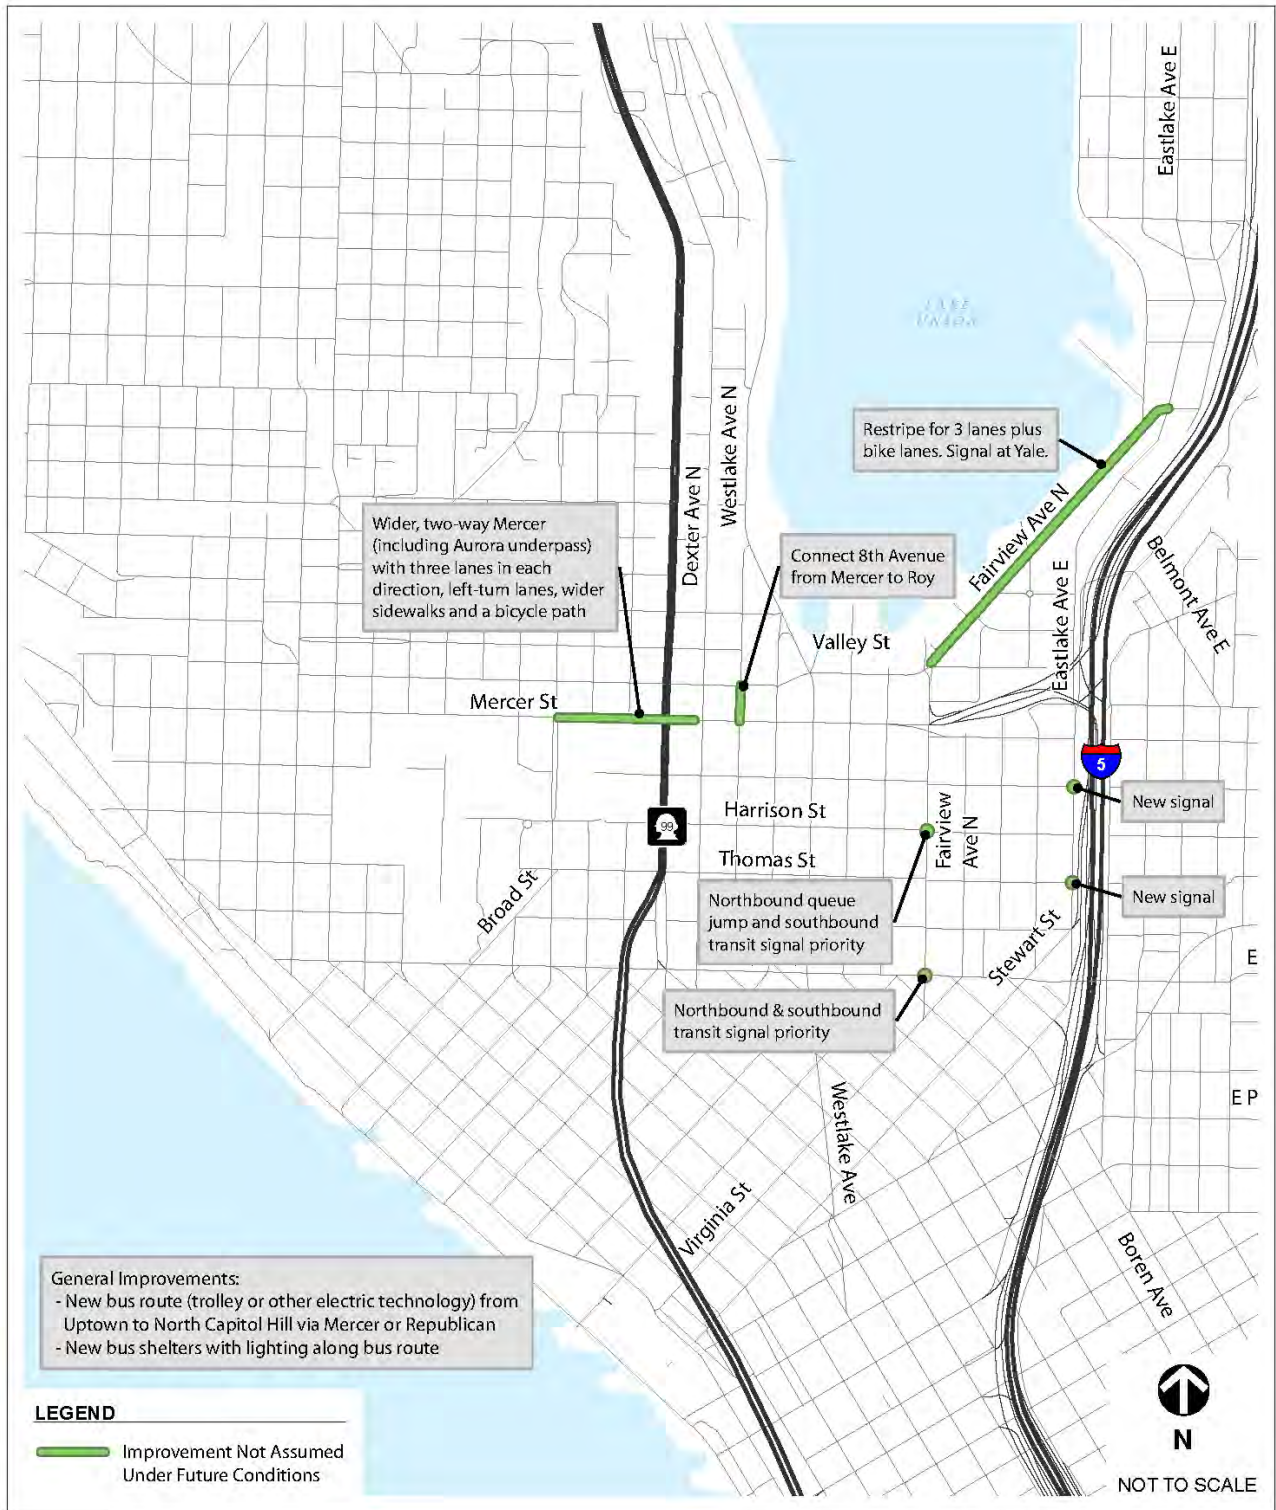 Eastlake Ave E
LAKE
UNION
Restripe for 3 lanes plus
bike lanes. Signal at Yale.
Westlake Ave N
Dexter Ave N
Fairview Ave N
Wider, two-way Mercer
(including Aurora underpass)
with three lanes in each
direction, left-turn lanes, wider
sidewalks and a bicycle path
Connect 8th Avenue
from Mercer to Roy
Belmont Ave E
Eastlake Ave E
Valley St
Mercer St
5
New signal
Harrison St
99
Fairview
Ave N
Thomas St
New signal
Broad St
Northbound queue
jump and southbound
transit signal priority
Stewart St
E
Northbound & southbound
transit signal priority
Westlake Ave
E P
Virginia St
Boren Ave
General Improvements:
- New bus route (trolley or other electric technology) from
Uptown to North Capitol Hill via Mercer or Republican
- New bus shelters with lighting along bus route
LEGEND
Improvement Not Assumed
Under Future Conditions
N
NOT TO SCALE